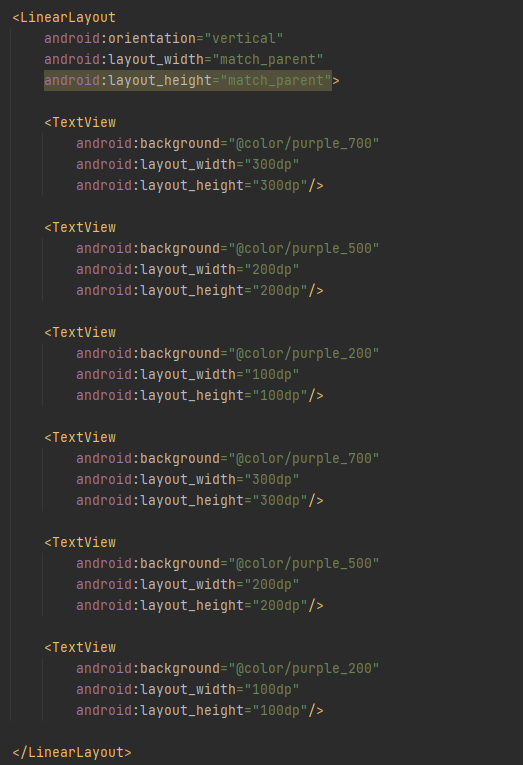 <LinearLayout
    android:orientation="vertical"
    android:layout_width="match_parent"
    android:layout_height="match_parent">
    <TextView
        android:background="@color/purple_700"
        android:layout_width="300dp"
        android:layout_height="300dp"/>
    <TextView
        android:background="@color/purple_500"
        android:layout_width="200dp"
        android:layout_height="200dp"/>
    <TextView
        android:background="@color/purple_200"
        android:layout_width="100dp"
        android:layout_height="100dp"/>
    <TextView
        android:background="@color/purple_700"
        android:layout_width="300dp"
        android:layout_height="300dp"/>
    <TextView
        android:background="@color/purple_500"
        android:layout_width="200dp"
        android:layout_height="200dp"/>
    <TextView
        android:background="@color/purple_200"
        android:layout_width="100dp"
        android:layout_height="100dp"/>
</LinearLayout>